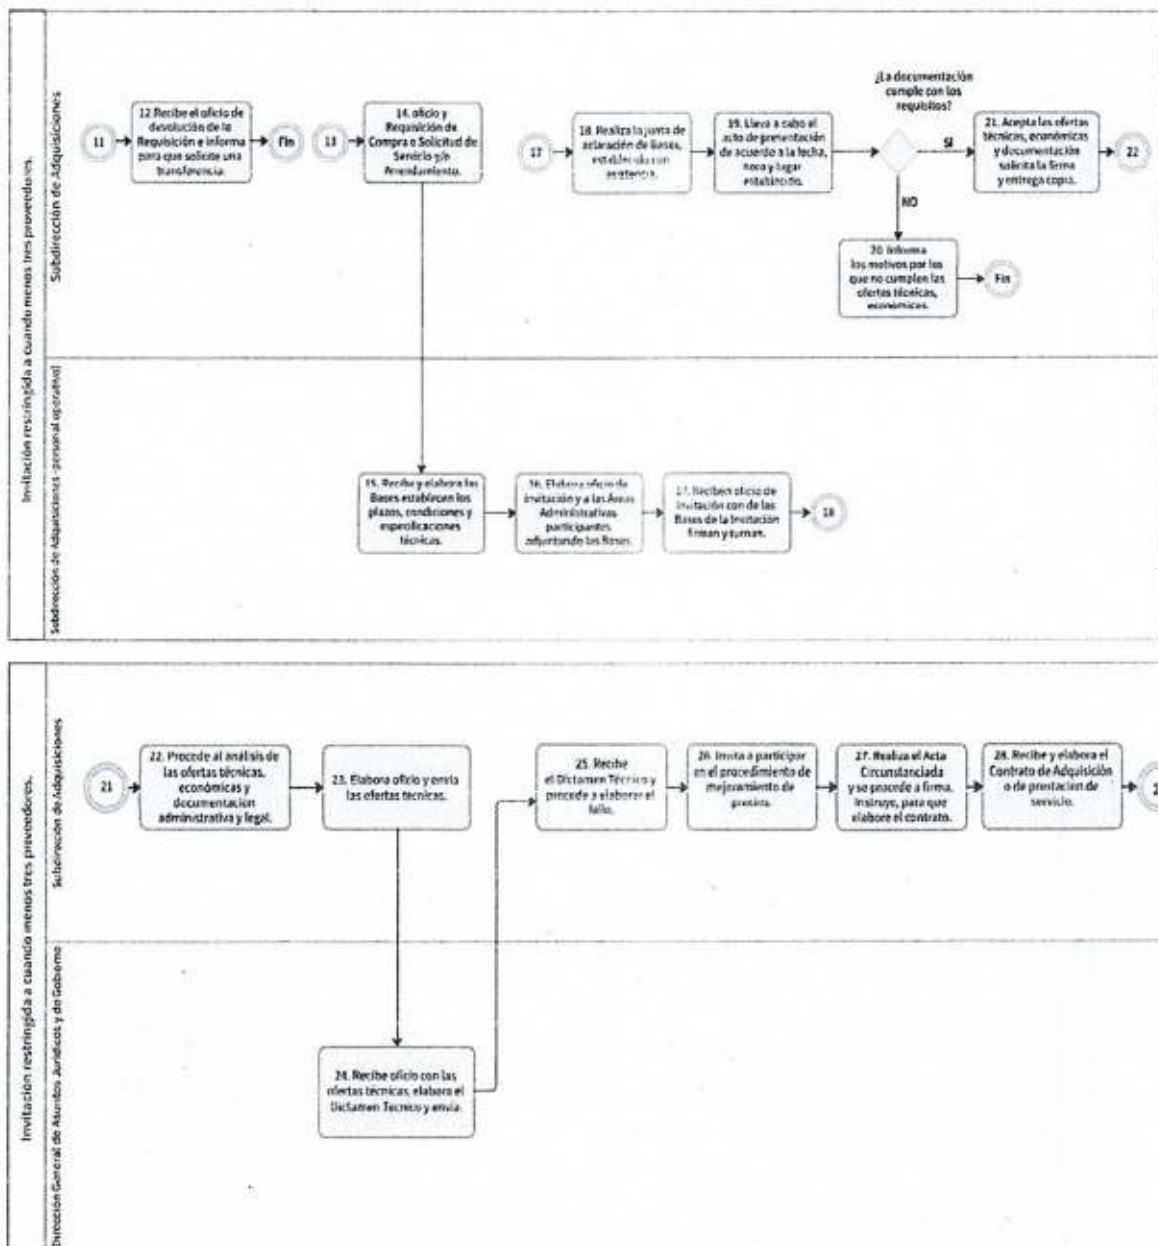 Invitación restringida a cuando menos tres proveedores.
Subdirección de Adquisiciones
11
12 Recibe el oficio de
devolución de la
Requisición e informa
para que solicite una
transferencia.
Fin
13
14. oficio y
Requisición de
Compra o Solicitud de
Servicio y/o
Arrendamiento.
17
18. Realiza la junta de
aclaración de Bases,
asistencia.
19. Lleva a cabo el
acto de presentación
de acuerdo a la fecha,
hora y lugar
establecido.
¿La documentación
cumple con los
requisitos?
SÍ
NO
21. Acepta las ofertas
técnicas, económicas
y documentación
solicita la firma
y entrega copia.
22
20. Informa
los motivos por los
que no cumplen las
ofertas técnicas,
económicas.
Fin
Subdirección de Adquisiciones - personal operativo
15. Recibe y elabora las
Bases establecen los
plazos, condiciones y
especificaciones
técnicas.
16. Elabora oficio de
invitación y a las Áreas
Administrativas
participantes
adjuntando las Bases.
17. Reciben oficio de
invitación con de las
Bases de la Invitación
firman y turnan.
18
Invitación restringida a cuando menos tres proveedores.
Subdirección de Adquisiciones
21
22. Procede al análisis de
las ofertas técnicas,
económicas y
documentación
administrativa y legal.
23. Elabora oficio y envía
las ofertas técnicas.
25. Recibe
el Dictamen Técnico y
procede a elaborar el
fallo.
26. Invita a participar
en el procedimiento de
mejoramiento de
precios.
27. Realiza el Acta
Circunstanciada
y se procede a firma.
Instruye, para que
elabore el contrato.
28. Recibe y elabora el
Contrato de Adquisición
o de prestación de
servicio.
Dirección General de Asuntos Jurídicos y de Gobierno
24. Recibe oficio con las
ofertas técnicas, elabora el
Dictamen Tecnico y envia.